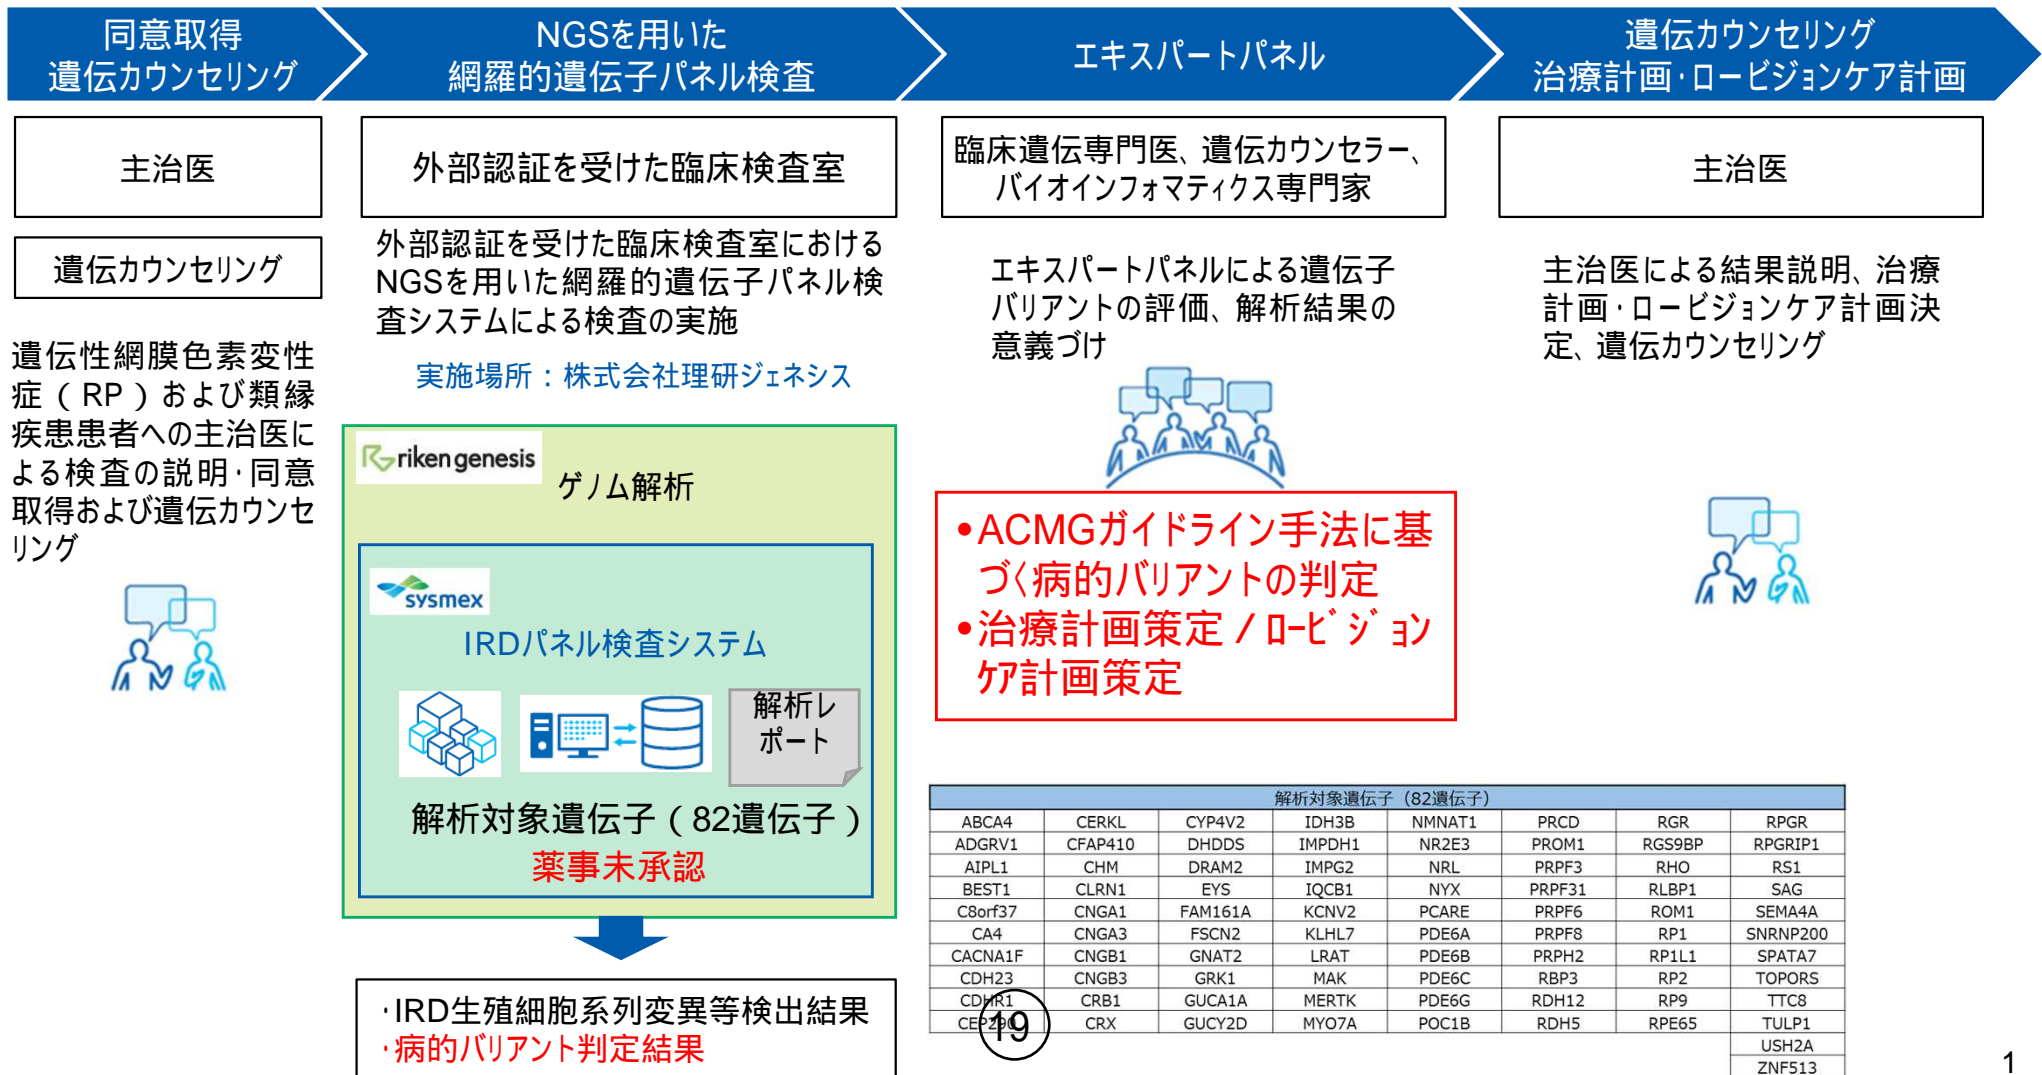 同意取得
遺伝カウンセリング
NGSを用いた
網羅的遺伝子パネル検査
エキスパートパネル
遺伝カウンセリング
治療計画・ロービジョンケア計画
主治医
遺伝カウンセリング
遺伝性網膜色素変性
症（RP）および類縁
疾患患者への主治医に
よる検査の説明・同意
取得および遺伝カウンセ
リング
外部認証を受けた臨床検査室
外部認証を受けた臨床検査室における
NGSを用いた網羅的遺伝子パネル検
査システムによる検査の実施
実施場所：株式会社理研ジェネシス
riken genesis
ゲノム解析
sysmex
IRDパネル検査システム
解析レ
ポート
解析対象遺伝子（82遺伝子）
薬事未承認
・IRD生殖細胞系列変異等検出結果
・病的バリアント判定結果
臨床遺伝専門医、遺伝カウンセラー、
バイオインフォマティクス専門家
エキスパートパネルによる遺伝子
バリアントの評価、解析結果の
意義づけ
•ACMGガイドライン手法に基
づく病的バリアントの判定
•治療計画策定／ロービジョン
ケア計画策定
主治医
主治医による結果説明、治療
計画・ロービジョンケア計画決
定、遺伝カウンセリング
解析対象遺伝子（82遺伝子）
ABCA4 CERKL CYP4V2 IDH3B NMNAT1 PRCD RGR RPGR
ADGRV1 CFAP410 DHDDS IMPDH1 NR2E3 PROM1 RGS9BP RPGRIP1
AIPL1 CHM DRAM2 IMPG2 NRL PRPF3 RHO RS1
BEST1 CLRN1 EYS IQCB1 NYX PRPF31 RLBP1 SAG
C8orf37 CNGA1 FAM161A KCNV2 PCARE PRPF6 ROM1 SEMA4A
CA4 CNGA3 FSCN2 KLHL7 PDE6A PRPF8 RP1 SNRNP200
CACNA1F CNGB1 GNAT2 LRAT PDE6B PRPH2 RP1L1 SPATA7
CDH23 CNGB3 GRK1 MAK PDE6C RBP3 RP2 TOPORS
CDHR1 CRB1 GUCA1A MERTK PDE6G RDH12 RP9 TTC8
CEP290 CRX GUCY2D MYO7A POC1B RDH5 RPE65 TULP1
USH2A
ZNF513
19
1